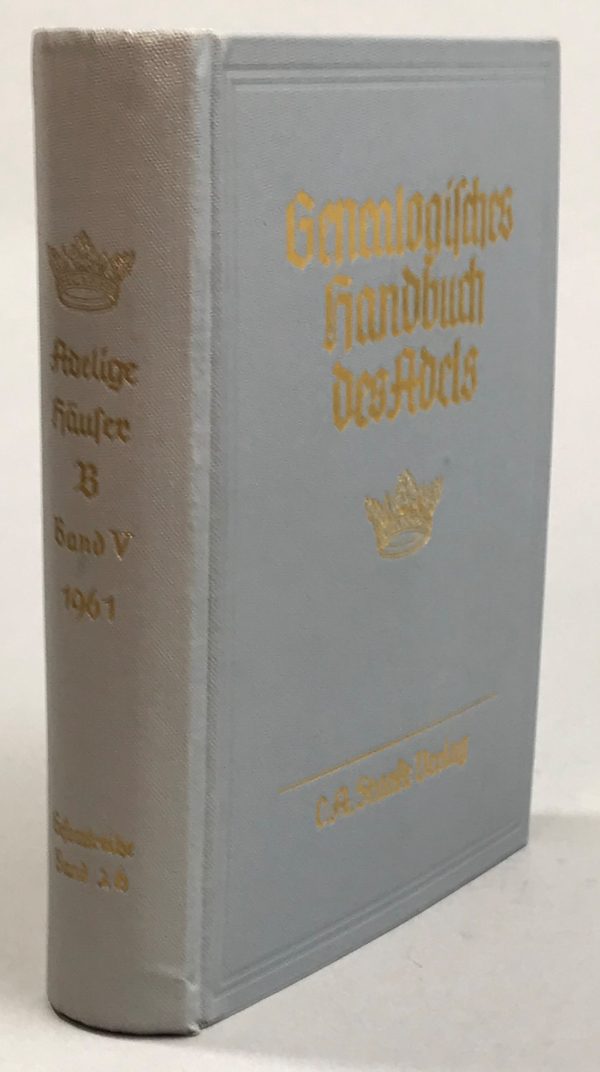 Adelige
Häuser
B
Band V
1961
Gesamtreihe
Band 26
Genealogisches
Handbuch
des Adels
C. A. Starke Verlag